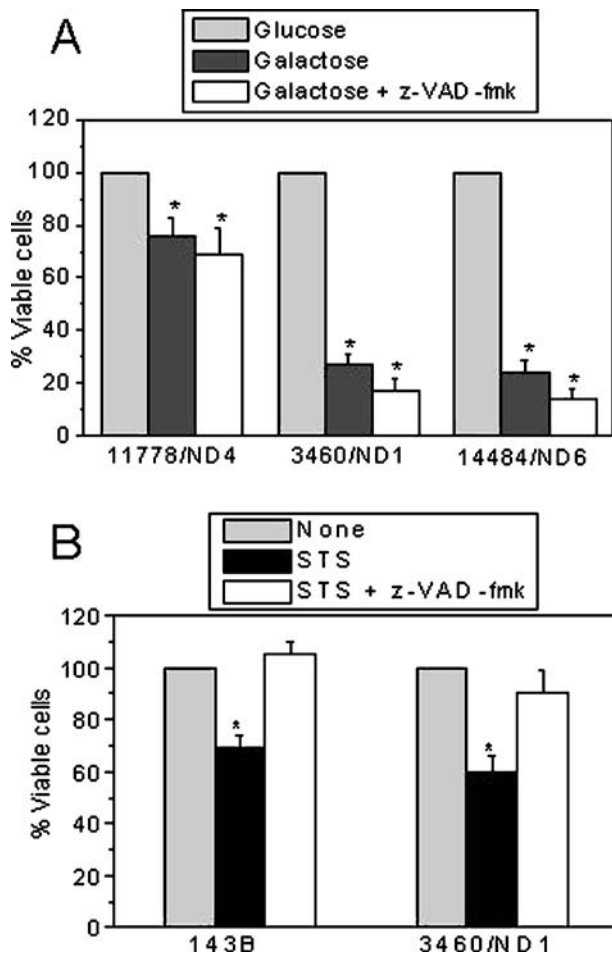 A
Glucose
Galactose
Galactose + z-VAD-fmk
% Viable cells
120
100
80
60
40
20
0
* * * * * *
11778/ND4 3460/ND1 14484/ND6
B
None
STS
STS + z-VAD-fmk
% Viable cells
120
100
80
60
40
20
0
* *
143B 3460/ND1